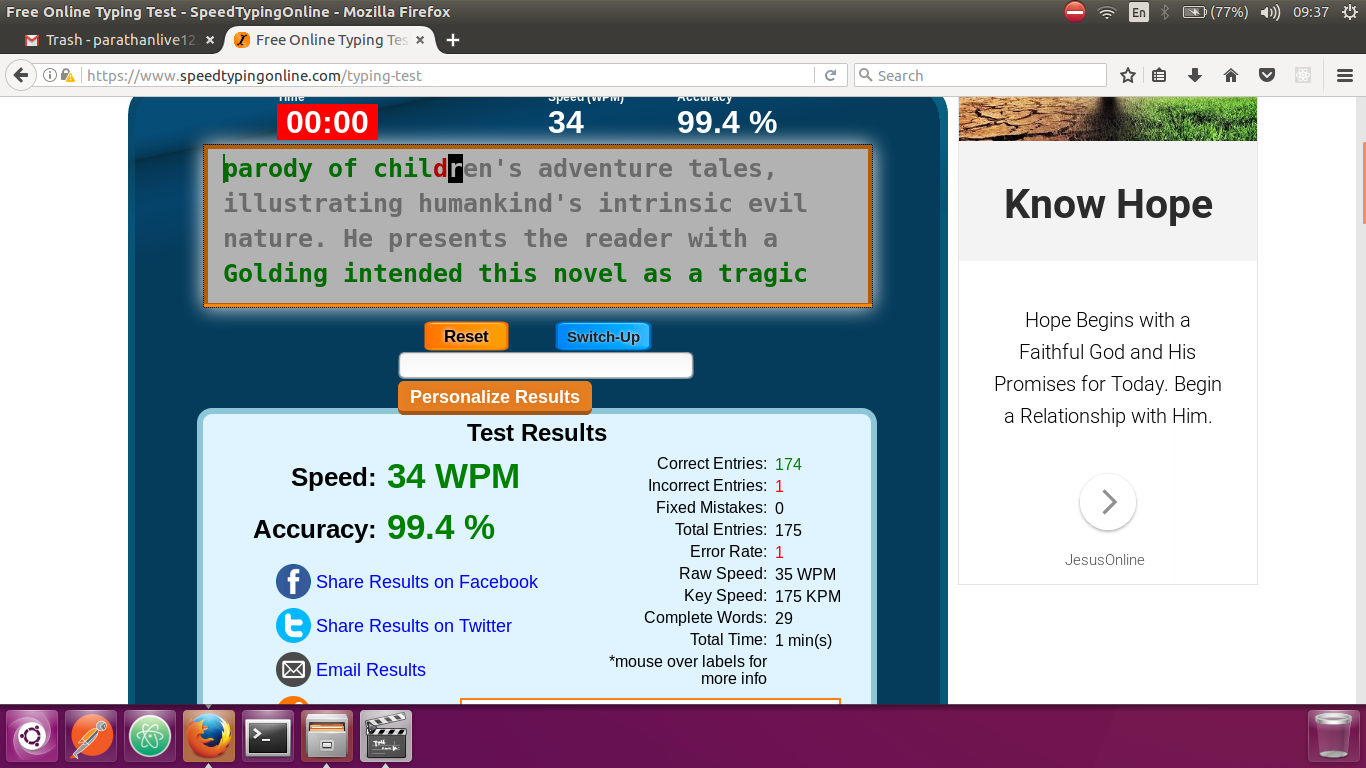 Free Online Typing Test - SpeedTypingOnline - Mozilla Firefox
En
(77%)
09:37
Trash - parathanlive12
Free Online Typing Tes
https://www.speedtypingonline.com/typing-test
Search
Time
Speed (WPM)
Accuracy
00:00
34
99.4 %
parody of children's adventure tales,
illustrating humankind's intrinsic evil
nature. He presents the reader with a
Golding intended this novel as a tragic
Reset
Switch-Up
Personalize Results
Test Results
Speed: 34 WPM
Accuracy: 99.4 %
Share Results on Facebook
Share Results on Twitter
Email Results
Correct Entries: 174
Incorrect Entries: 1
Fixed Mistakes: 0
Total Entries: 175
Error Rate: 1
Raw Speed: 35 WPM
Key Speed: 175 KPM
Complete Words: 29
Total Time: 1 min(s)
*mouse over labels for
more info
Know Hope
Hope Begins with a
Faithful God and His
Promises for Today. Begin
a Relationship with Him.
JesusOnline